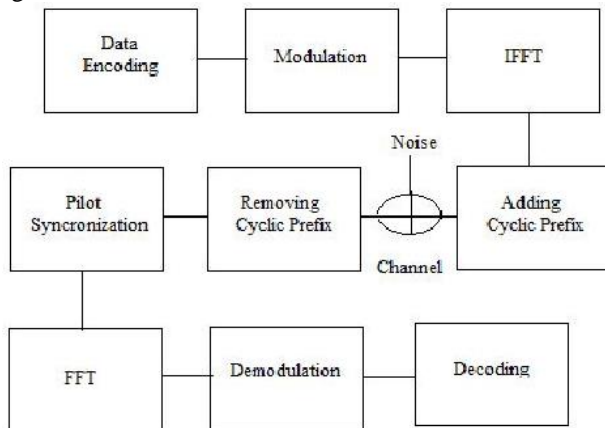 Data
Encoding
Modulation
IFFT
Noise
Pilot
Syncronization
Removing
Cyclic Prefix
Adding
Cyclic Prefix
Channel
FFT
Demodulation
Decoding